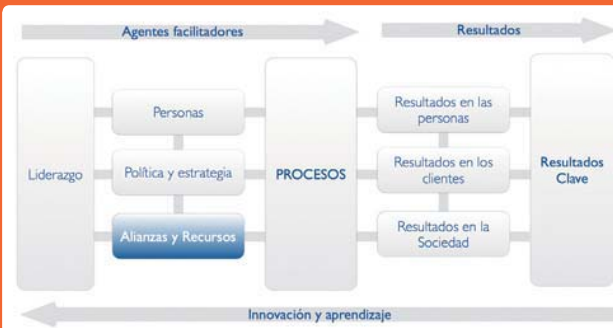 Agentes facilitadores
Resultados
Liderazgo
Personas
Política y estrategia
Alianzas y Recursos
PROCESOS
Resultados en las
personas
Resultados en los
clientes
Resultados en la
Sociedad
Resultados
Clave
Innovación y aprendizaje